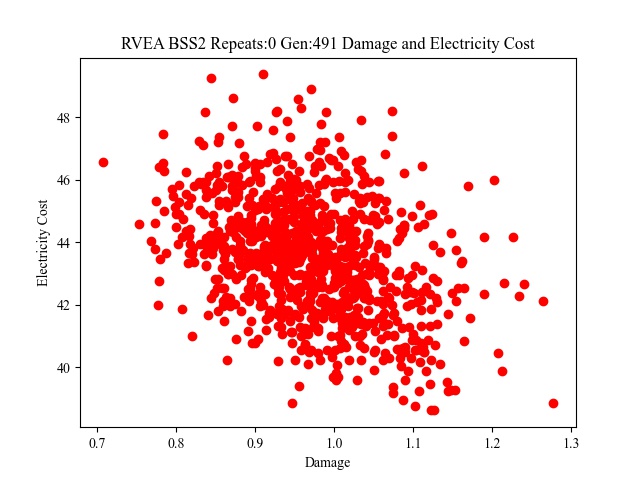 RVEA BSS2 Repeats:0 Gen:491 Damage and Electricity Cost
Electricity Cost
48
46
44
42
40
0.7 0.8 0.9 1.0 1.1 1.2 1.3
Damage